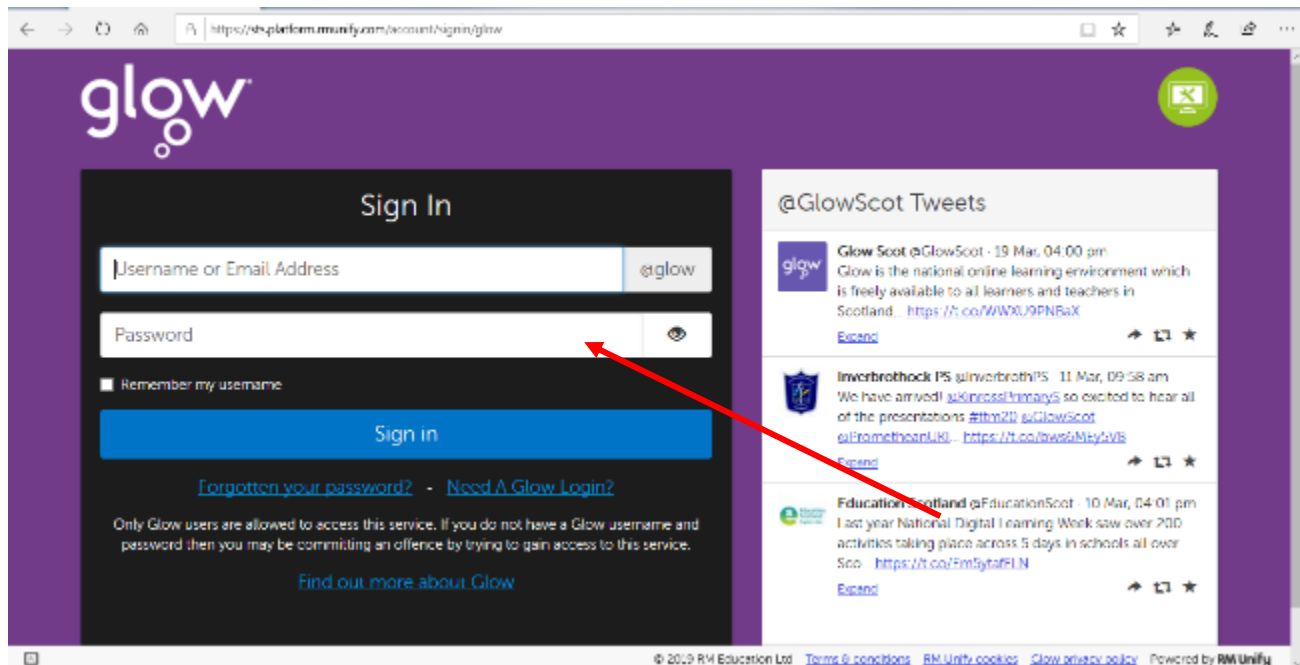 https://sts.platform.rmunify.com/account/signin/glow
glow
Sign In
Username or Email Address
@glow
Password
Remember my username
Sign in
Forgotten your password? - Need A Glow Login?
Only Glow users are allowed to access this service. If you do not have a Glow username and
password then you may be committing an offence by trying to gain access to this service.
Find out more about Glow
@GlowScot Tweets
glow
Glow Scot @GlowScot - 19 Mar, 04:00 pm
Glow is the national online learning environment which
is freely available to all learners and teachers in
Scotland...
Expand
Inverbrothock PS @InverbrothPS - 11 Mar, 09:58 am
We have arrived! @KinrossPrimaryS so excited to hear all
of the presentations #ttm20 @GlowScot
@PrometheanUKI...
Expand
Education Scotland @EducationScot - 10 Mar, 04:01 pm
Last year National Digital Learning Week saw over 200
activities taking place across 5 days in schools all over
Sco...
Expand
© 2019 RM Education Ltd Terms & conditions RM Unify cookies Glow privacy policy Powered by RM Unify